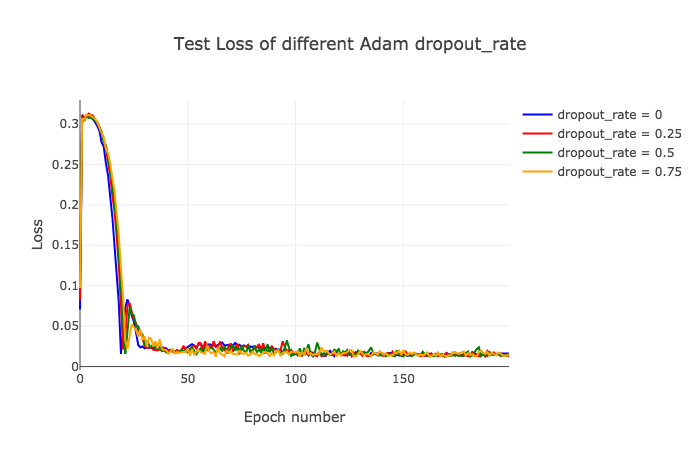 Test Loss of different Adam dropout_rate
dropout_rate = 0
dropout_rate = 0.25
dropout_rate = 0.5
dropout_rate = 0.75
0.3
0.25
0.2
0.15
0.1
0.05
0
Loss
0 50 100 150
Epoch number